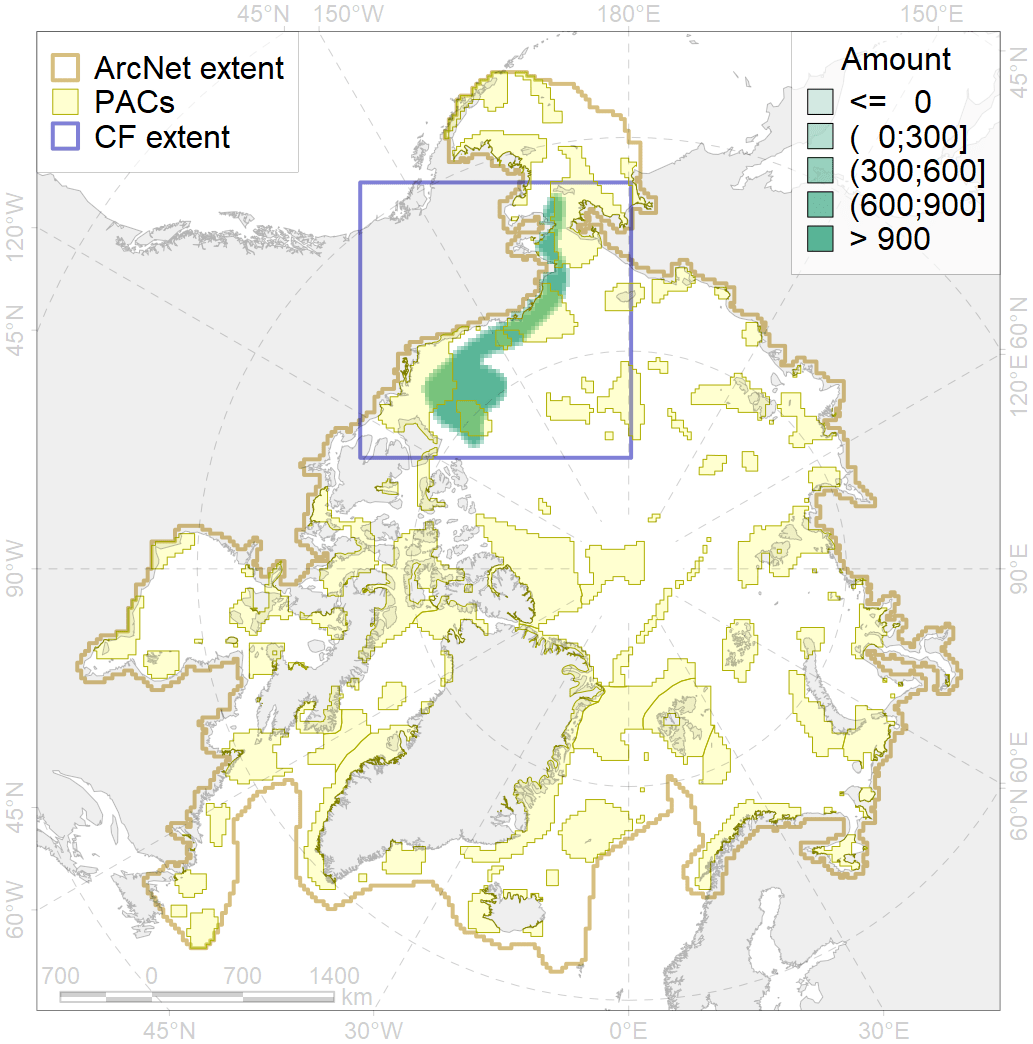 45°N 150°W 180°E 150°E
ArcNet extent
PACs
CF extent
Amount
<= 0
( 0;300]
(300;600]
(600;900]
> 900
120°W
45°N
90°W
45°N
60°W
45°N
60°N
120°E
90°E
60°E
60°N
700 0 700 1400
km
45°N 30°W 0°E 30°E